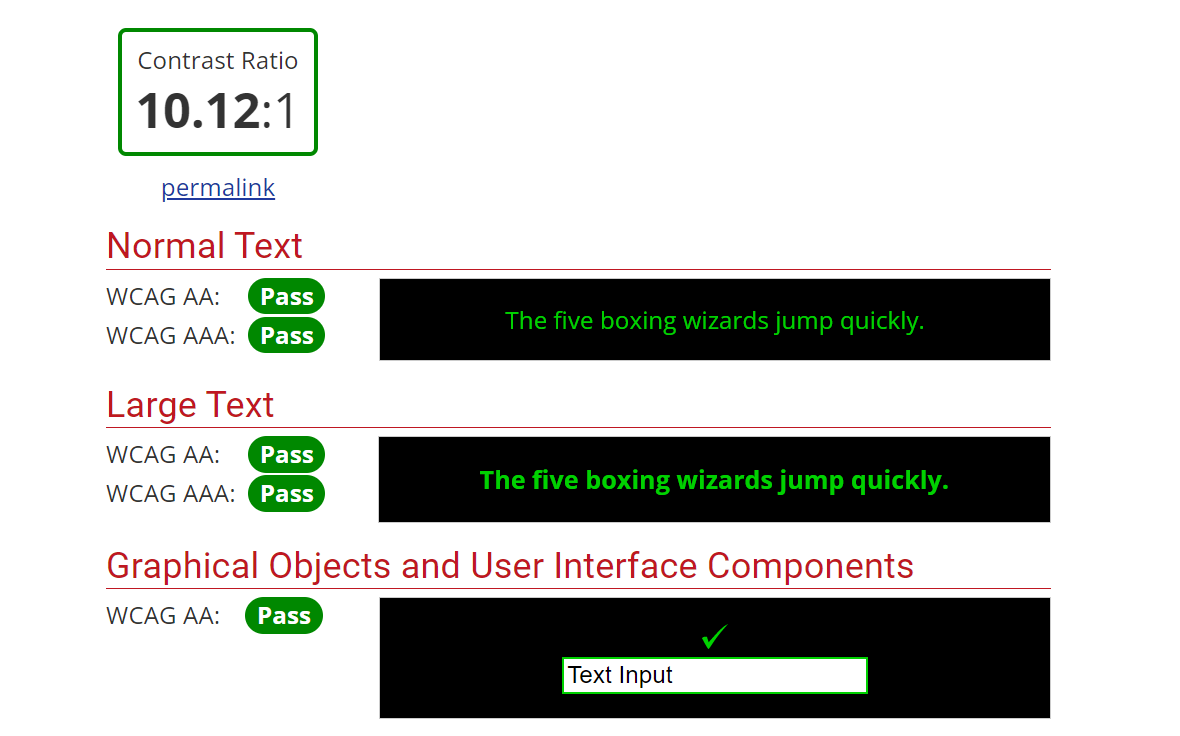 Contrast Ratio
10.12:1
permalink
Normal Text
WCAG AA: Pass
WCAG AAA: Pass
The five boxing wizards jump quickly.
Large Text
WCAG AA: Pass
WCAG AAA: Pass
The five boxing wizards jump quickly.
Graphical Objects and User Interface Components
WCAG AA: Pass
✓
Text Input